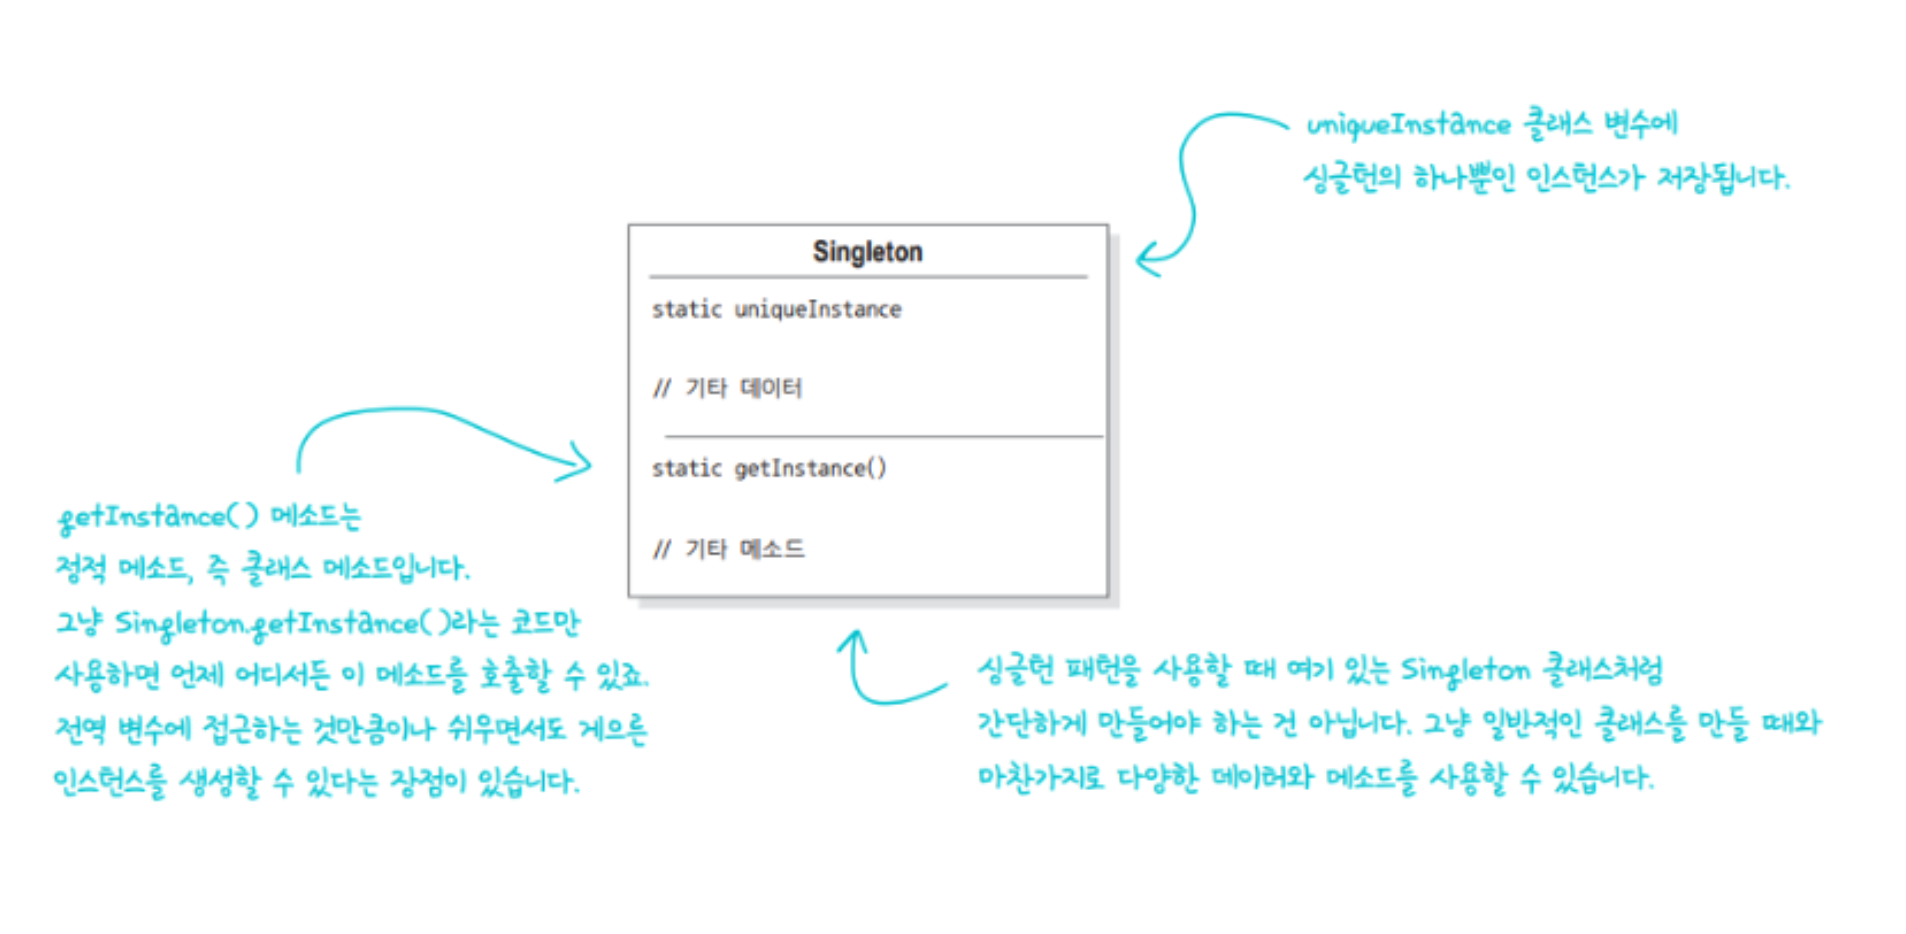 uniqueInstance 클래스 변수에
싱글턴의 하나뿐인 인스턴스가 저장됩니다.
Singleton
static uniqueInstance
// 기타 데이터
static getInstance()
// 기타 메소드
getInstance( ) 메소드는
정적 메소드, 즉 클래스 메소드입니다.
그냥 Singleton.getInstance( )라는 코드만
사용하면 언제 어디서든 이 메소드를 호출할 수 있죠.
전역 변수에 접근하는 것만큼이나 쉬우면서도 게으른
인스턴스를 생성할 수 있다는 장점이 있습니다.
싱글턴 패턴을 사용할 때 여기 있는 Singleton 클래스처럼
간단하게 만들어야 하는 건 아닙니다. 그냥 일반적인 클래스를 만들 때와
마찬가지로 다양한 데이터와 메소드를 사용할 수 있습니다.